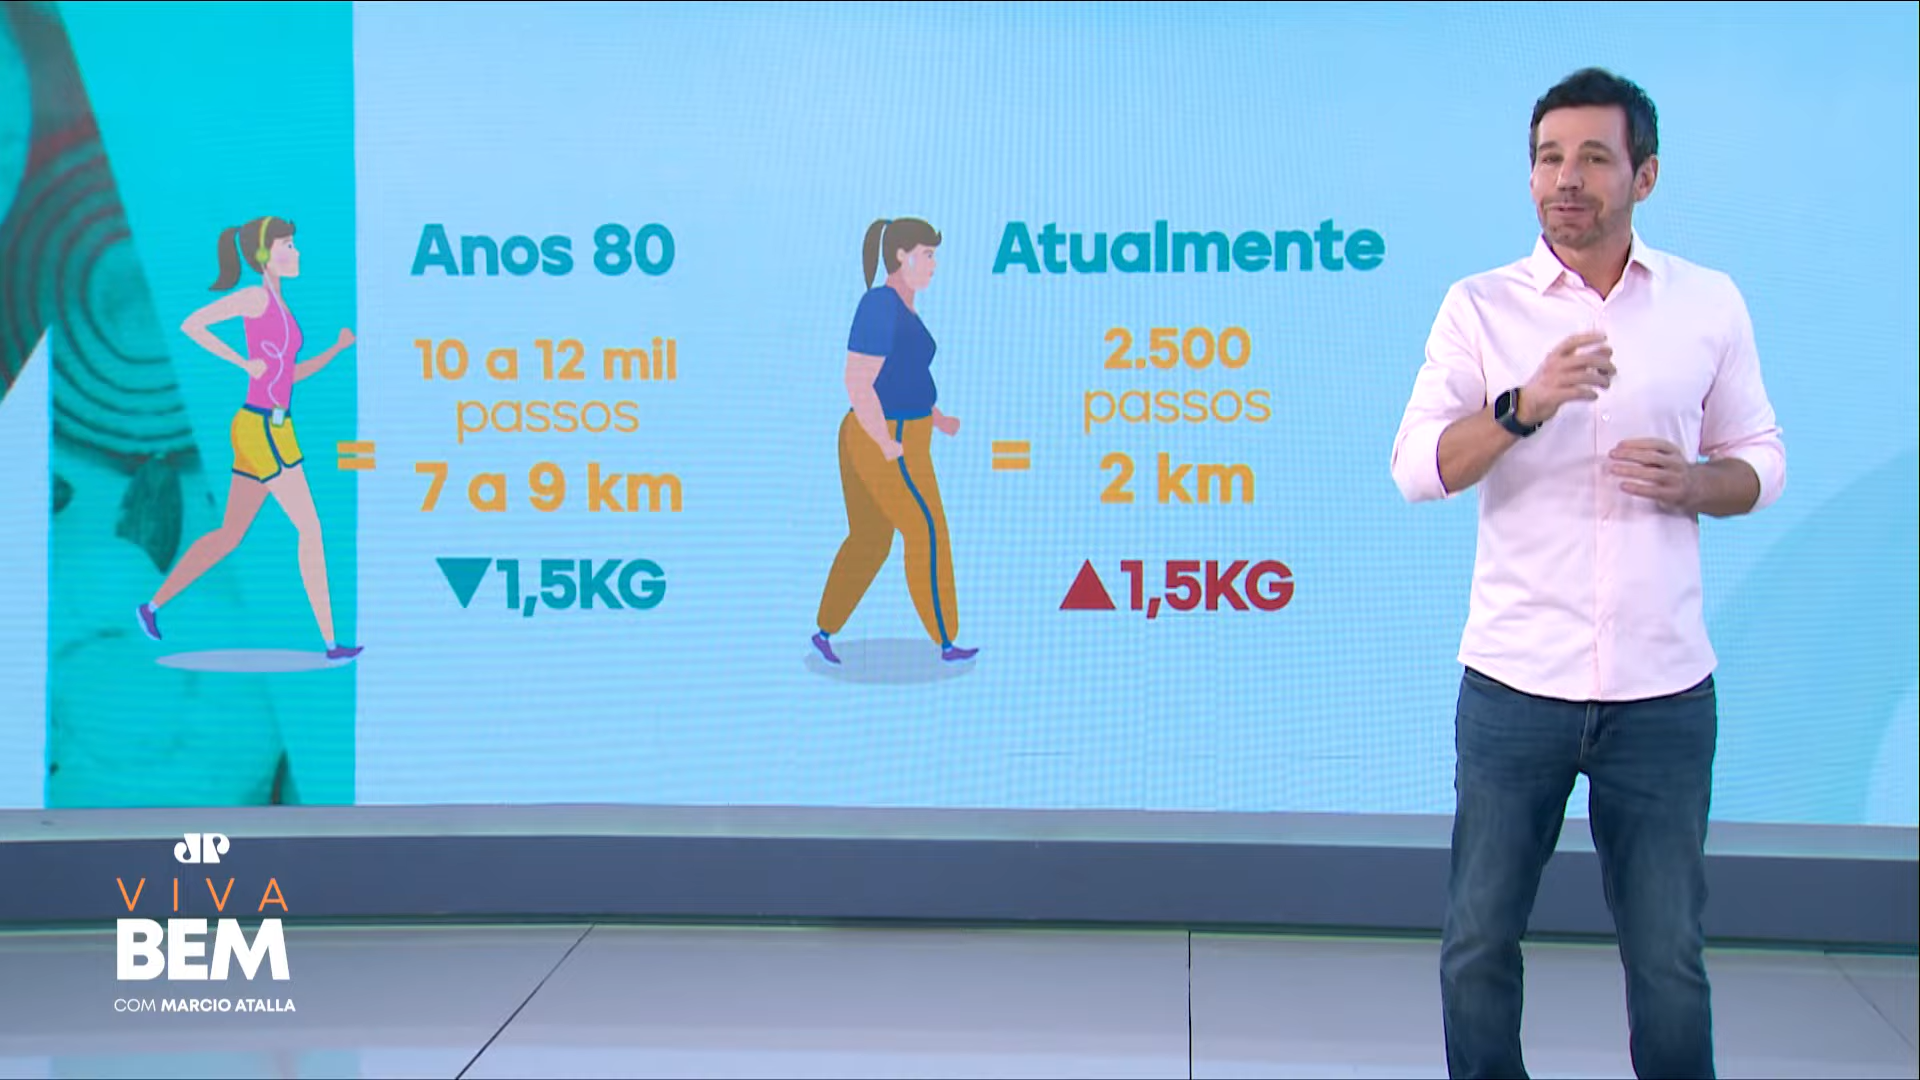 Anos 80
10 a 12 mil
passos
= 7 a 9 km
▼1,5KG
Atualmente
2.500
passos
= 2 km
▲1,5KG
JP
VIVA
BEM
COM MARCIO ATALLA